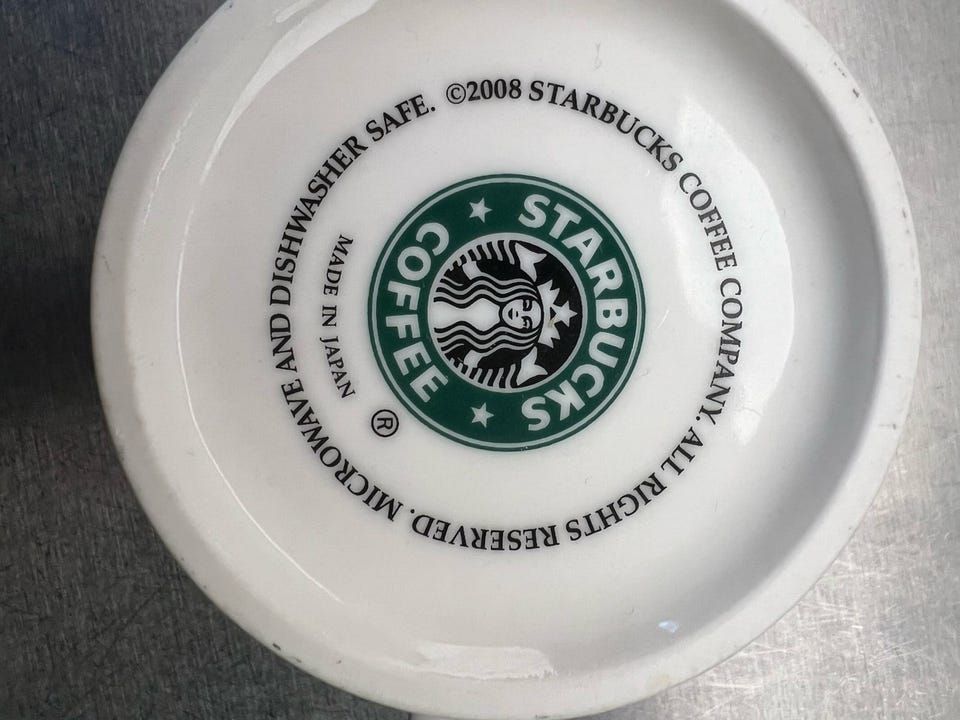 ©2008 STARBUCKS COFFEE COMPANY. ALL RIGHTS RESERVED. MICROWAVE AND DISHWASHER SAFE.
STARBUCKS
COFFEE
®
MADE IN JAPAN